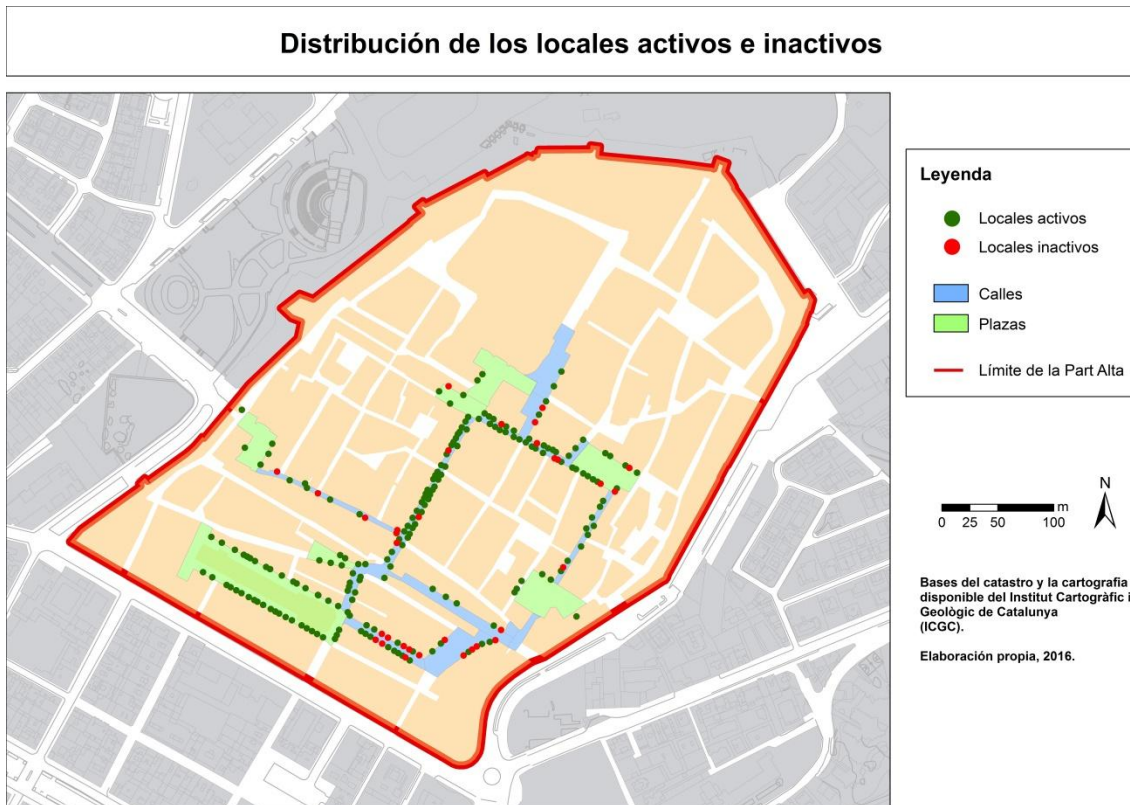 Distribución de los locales activos e inactivos
Leyenda
Locales activos
Locales inactivos
Calles
Plazas
Límite de la Part Alta
N
m
0 25 50 100
Bases del catastro y la cartografia
disponible del Institut Cartogràfic i
Geològic de Catalunya
(ICGC).
Elaboración propia, 2016.